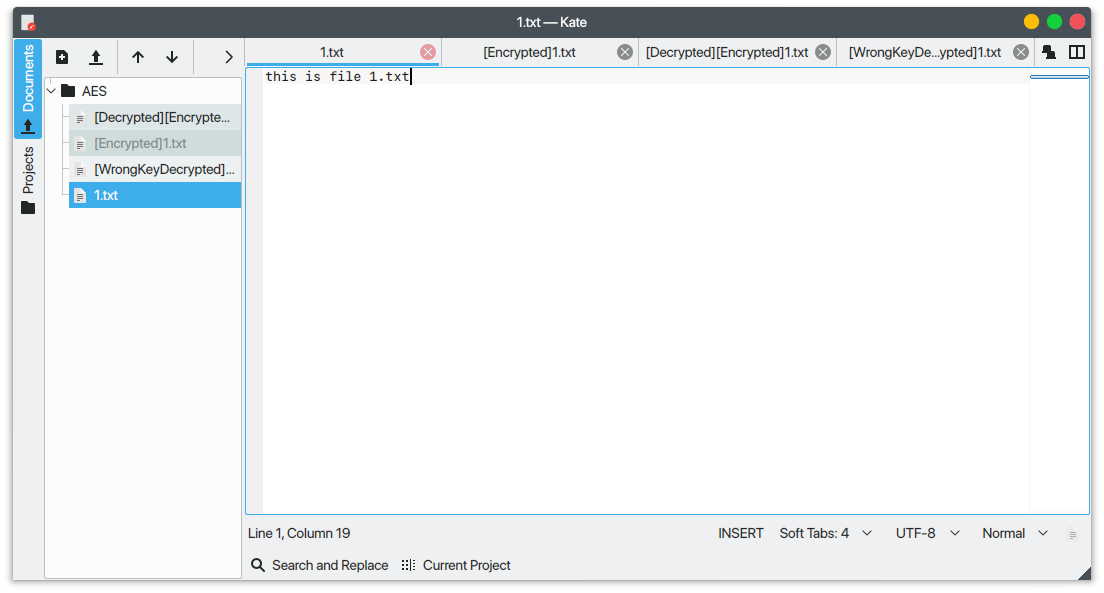 1.txt — Kate
Documents
Projects
1.txt
[Encrypted]1.txt
[Decrypted][Encrypted]1.txt
[WrongKeyDe...ypted]1.txt
AES
[Decrypted][Encrypte...
[Encrypted]1.txt
[WrongKeyDecrypted]...
1.txt
this is file 1.txt
Line 1, Column 19
INSERT
Soft Tabs: 4
UTF-8
Normal
Search and Replace
Current Project